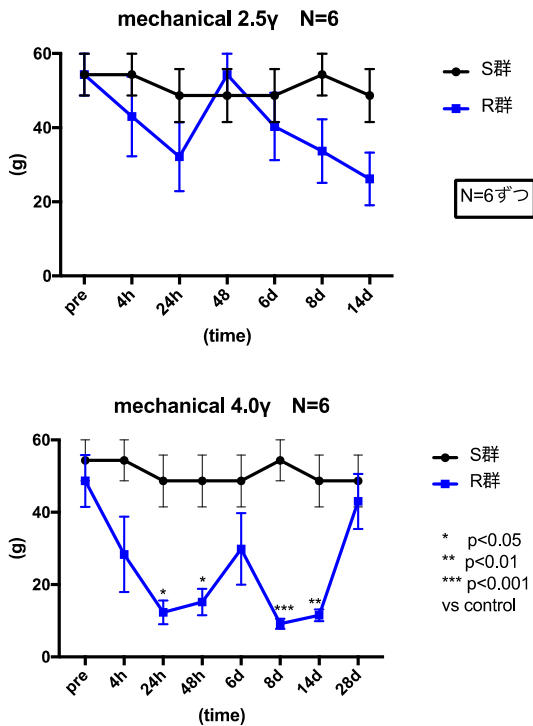 mechanical 2.5γ N=6
60
40
20
0
(g)
pre
4h
24h
48
6d
8d
14d
(time)
S群
R群
N=6ずつ
mechanical 4.0γ N=6
60
40
20
0
(g)
*
*
***
**
pre
4h
24h
48h
6d
8d
14d
28d
(time)
S群
R群
* p<0.05
** p<0.01
*** p<0.001
vs control